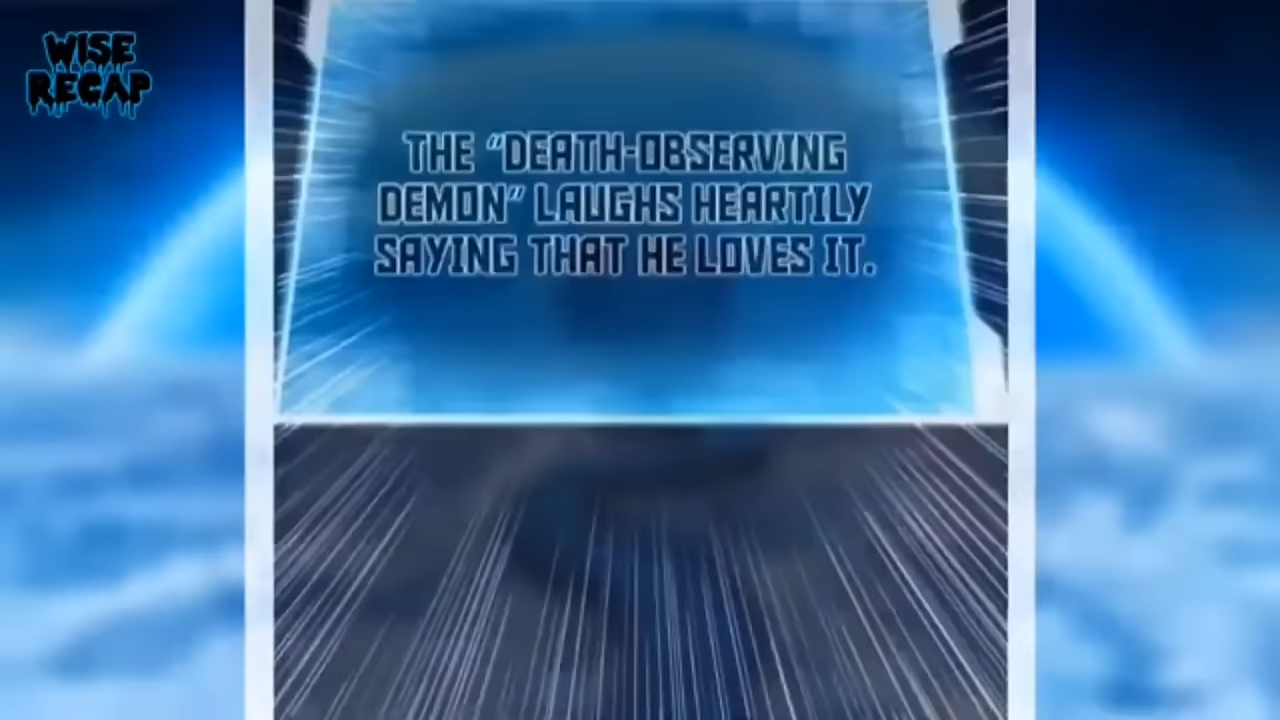 WISE
RECAP
THE “DEATH-OBSERVING
DEMON” LAUGHS HEARTILY
SAYING THAT HE LOVES IT.